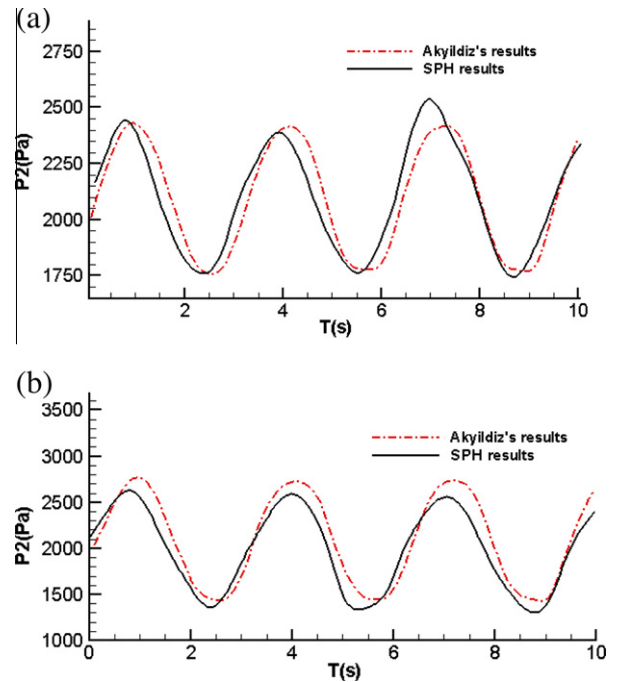 (a)
2750
2500
2250
2000
1750
P2(Pa)
Akyildiz's results
SPH results
2 4 6 8 10
T(s)
(b)
3500
3000
2500
2000
1500
1000
P2(Pa)
Akyildiz's results
SPH results
0 2 4 6 8 10
T(s)